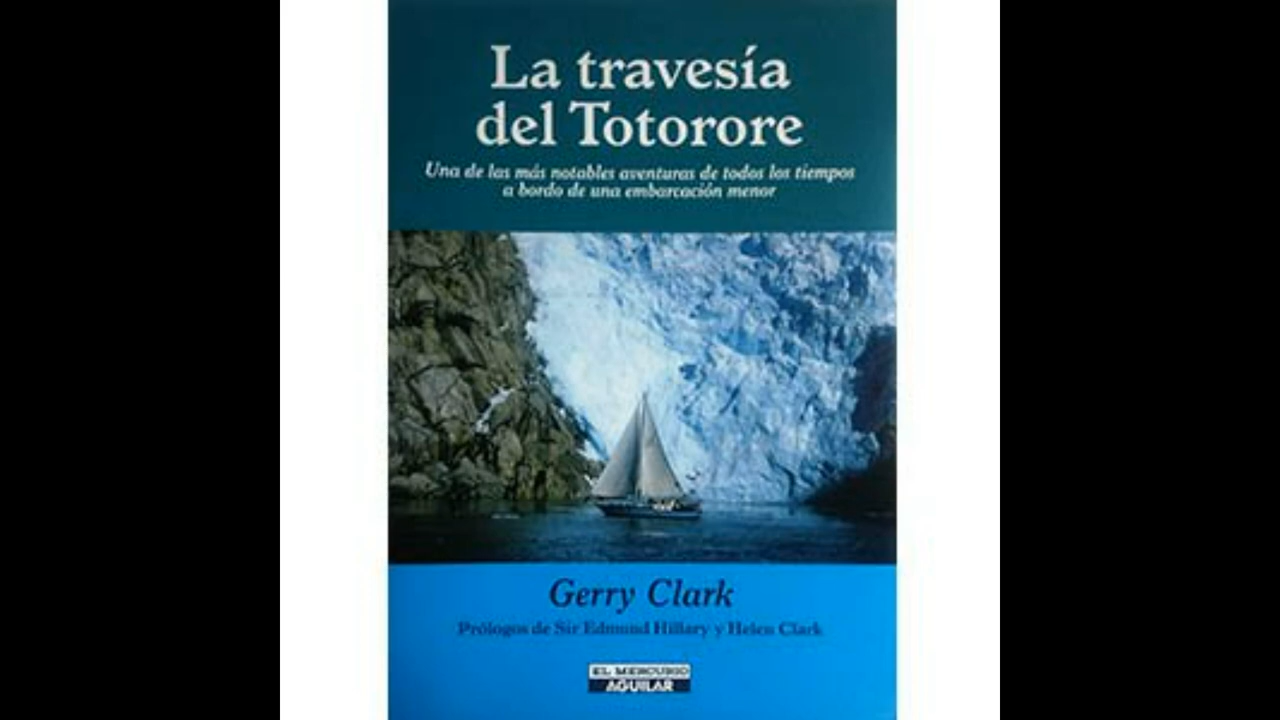 La travesía
del Totorore
Una de las más notables aventuras de todos los tiempos
a bordo de una embarcación menor
Gerry Clark
Prólogos de Sir Edmund Hillary y Helen Clark
EL MERCURIO
AGUILAR